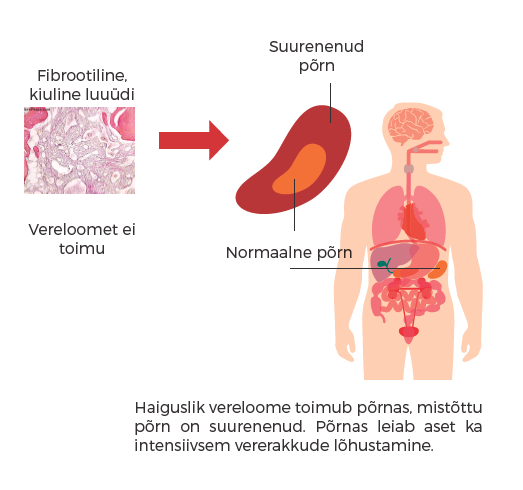 Suurenenud
põrn
Fibrootiline,
kiuline luuüdi
Vereloomet ei
toimu
Normaalne põrn
Haiguslik vereloome toimub põrnas, mistõttu
põrn on suurenenud. Põrnas leiab aset ka
intensiivsem vererakkude lõhustamine.